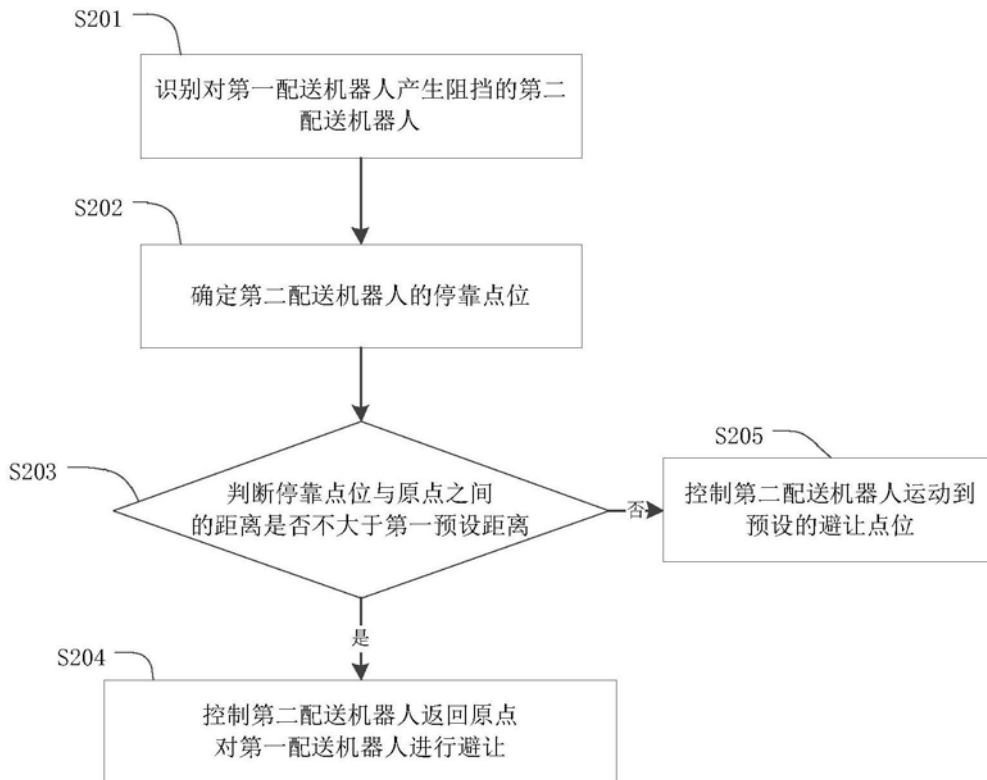 S201
识别对第一配送机器人产生阻挡的第二
配送机器人
S202
确定第二配送机器人的停靠点位
S203
判断停靠点位与原点之间
的距离是否不大于第一预设距离
否
S205
控制第二配送机器人运动到
预设的避让点位
是
S204
控制第二配送机器人返回原点
对第一配送机器人进行避让